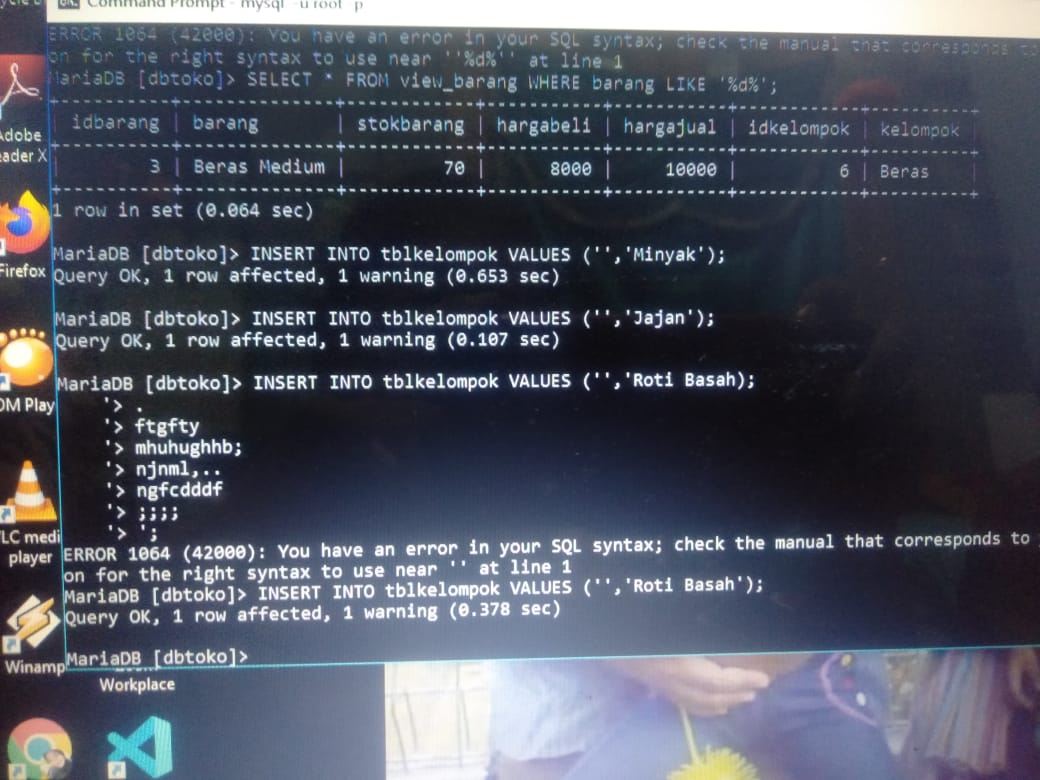 Command Prompt - mysql -u root -p
ERROR 1064 (42000): You have an error in your SQL syntax; check the manual that corresponds to
on for the right syntax to use near ''%d%'' at line 1
MariaDB [dbtoko]> SELECT * FROM view_barang WHERE barang LIKE '%d%';
| idbarang | barang | stokbarang | hargabeli | hargajual | idkelompok | kelompok |
| 3 | Beras Medium | 70 | 8000 | 10000 | 6 | Beras |
1 row in set (0.064 sec)
MariaDB [dbtoko]> INSERT INTO tblkelompok VALUES ('','Minyak');
Query OK, 1 row affected, 1 warning (0.653 sec)
MariaDB [dbtoko]> INSERT INTO tblkelompok VALUES ('','Jajan');
Query OK, 1 row affected, 1 warning (0.107 sec)
MariaDB [dbtoko]> INSERT INTO tblkelompok VALUES ('','Roti Basah);
'> .
'> ftgfty
'> mhuhughhb;
'> njnml,..
'> ngfcdddf
'> ;;;;
'> ';
ERROR 1064 (42000): You have an error in your SQL syntax; check the manual that corresponds to
on for the right syntax to use near '' at line 1
MariaDB [dbtoko]> INSERT INTO tblkelompok VALUES ('','Roti Basah');
Query OK, 1 row affected, 1 warning (0.378 sec)
MariaDB [dbtoko]>
Adobe
eader X
Firefox
OM Play
VLC medi
player
Winamp
Workplace